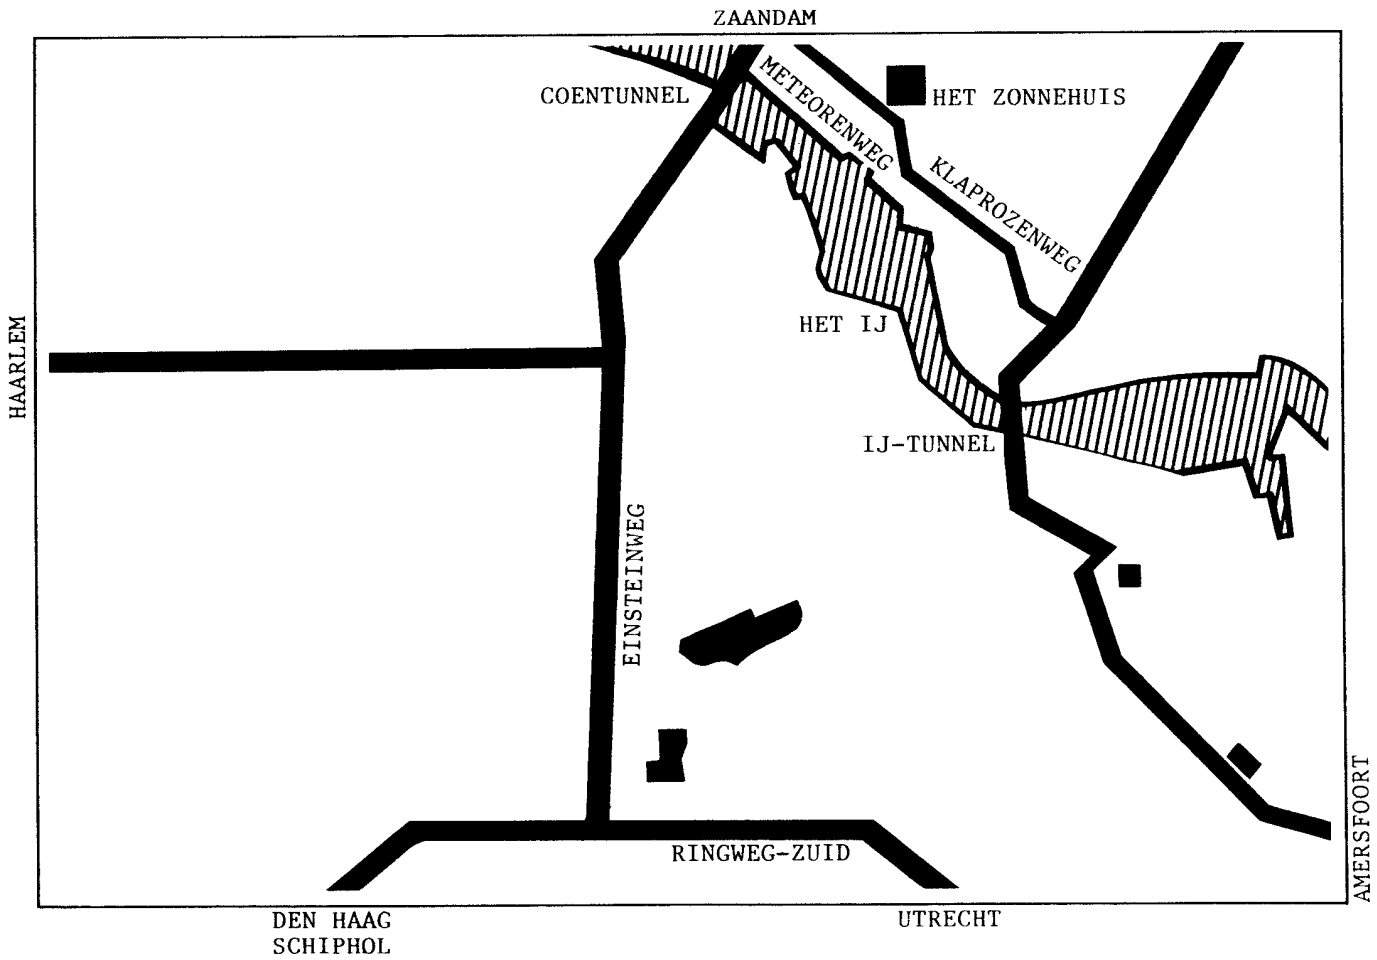 ZAANDAM
COENTUNNEL
METEORENWEG
HET ZONNEHUIS
KLAPROZENWEG
HAARLEM
HET IJ
IJ-TUNNEL
EINSTEINWEG
RINGWEG-ZUID
AMERSFOORT
DEN HAAG
SCHIPHOL
UTRECHT